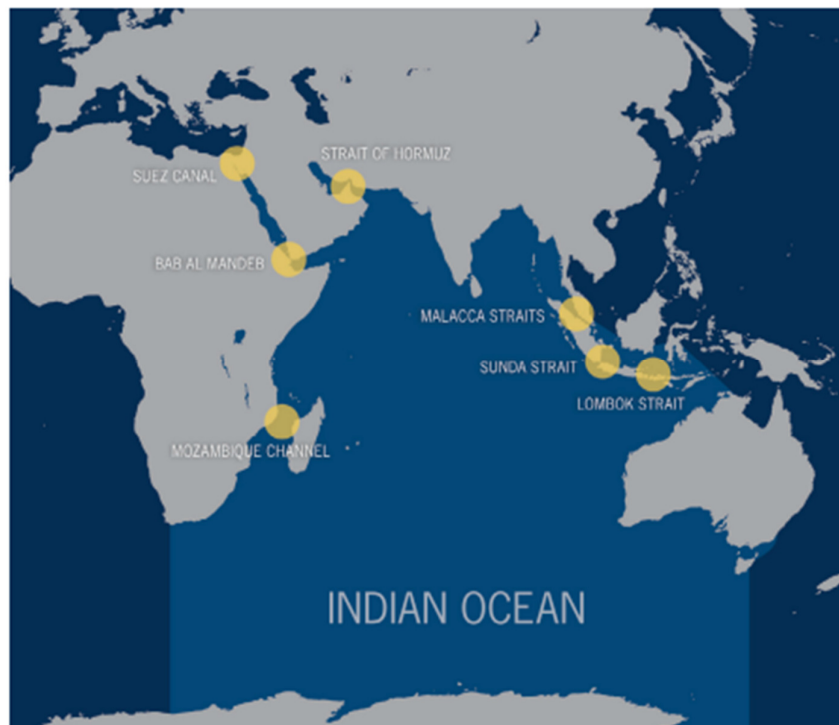 STRAIT OF HORMUZ
SUEZ CANAL
BAB AL MANDEB
MALACCA STRAITS
SUNDA STRAIT
LOMBOK STRAIT
MOZAMBIQUE CHANNEL
INDIAN OCEAN